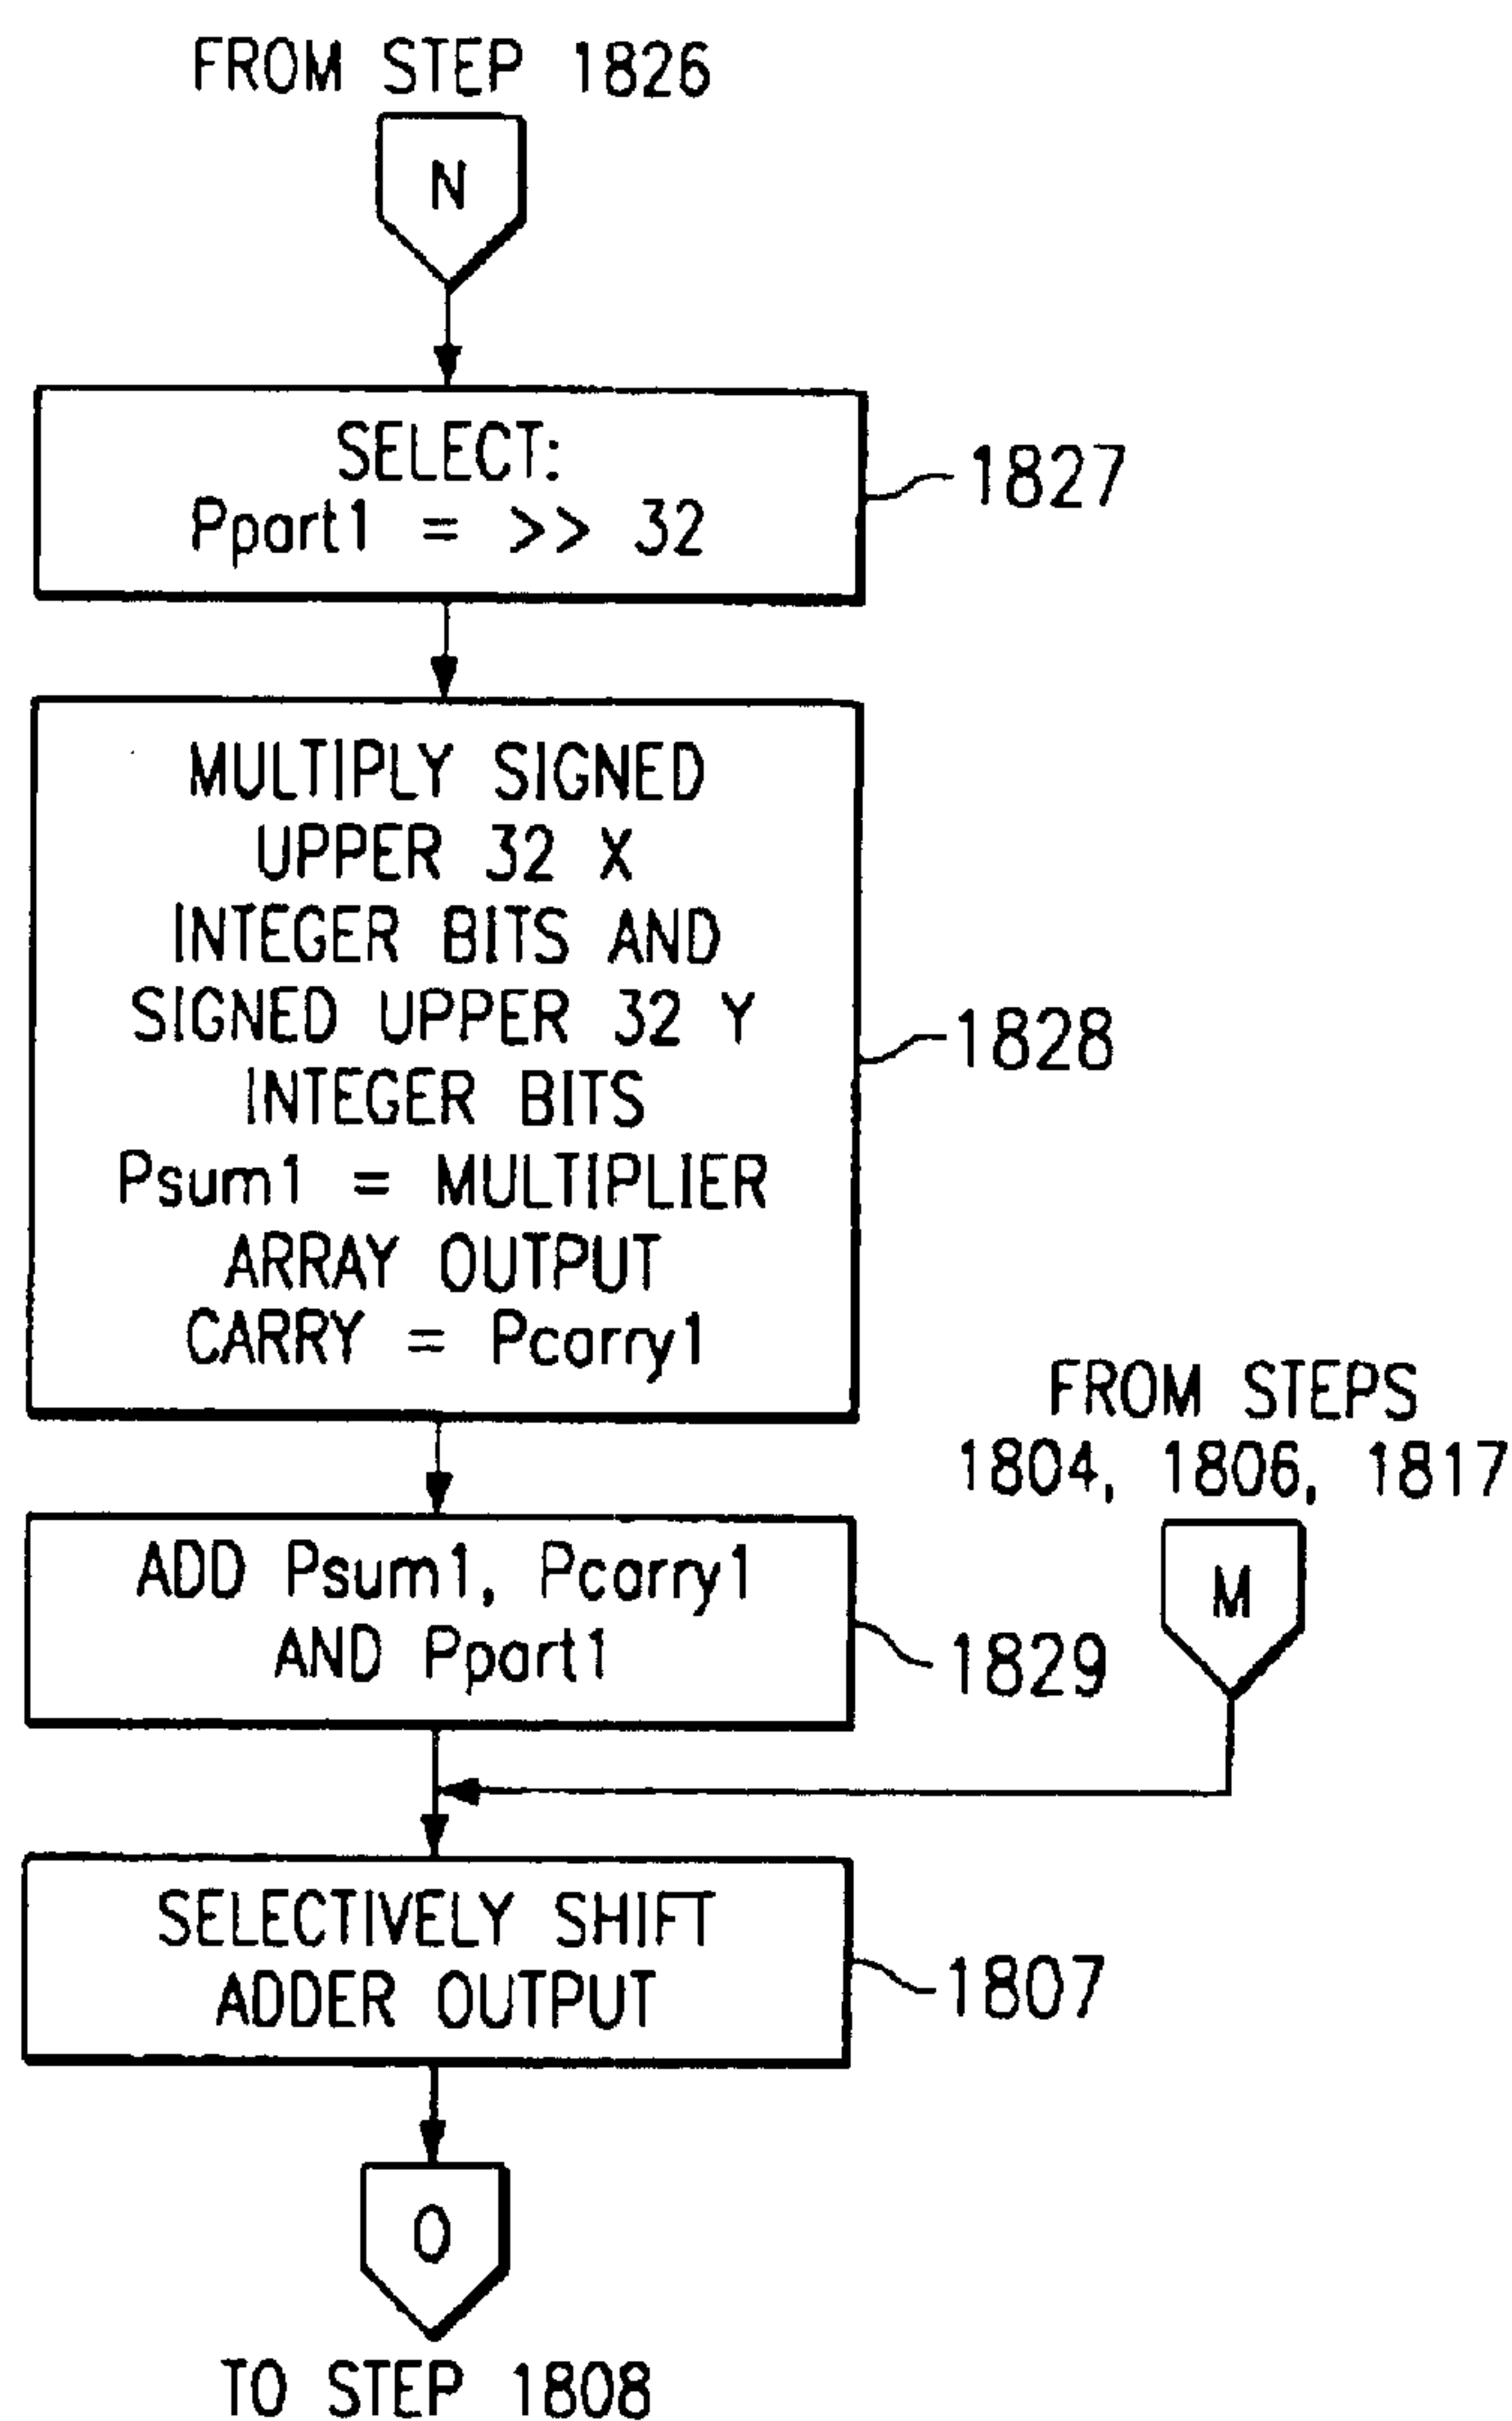 FROM STEP 1826
N
SELECT:
Ppart1 = >> 32
1827
MULTIPLY SIGNED
UPPER 32 X
INTEGER BITS AND
SIGNED UPPER 32 Y
INTEGER BITS
Psum1 = MULTIPLIER
ARRAY OUTPUT
CARRY = Pcarry1
1828
FROM STEPS
1804, 1806, 1817
M
ADD Psum1, Pcarry1
AND Ppart1
1829
SELECTIVELY SHIFT
ADDER OUTPUT
1807
O
TO STEP 1808